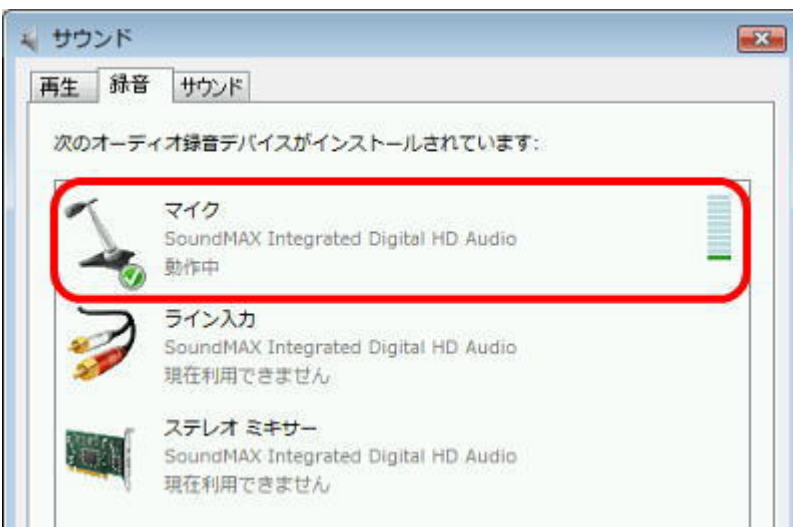 サウンド
再生 録音 サウンド
次のオーディオ録音デバイスがインストールされています:
マイク
SoundMAX Integrated Digital HD Audio
動作中
ライン入力
SoundMAX Integrated Digital HD Audio
現在利用できません
ステレオ ミキサー
SoundMAX Integrated Digital HD Audio
現在利用できません